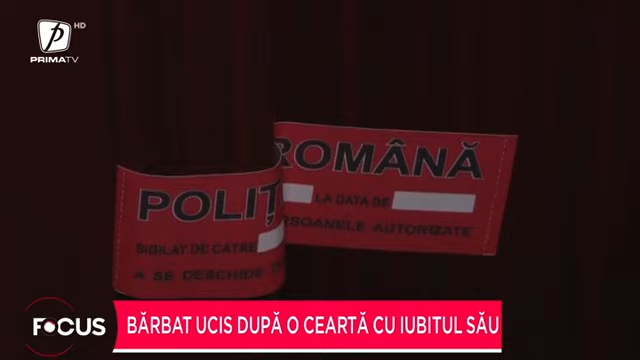 HD
PRIMATV
POLIȚ ROMÂNĂ
LA DATA DE
SIGILAT DE CĂTRE RSOANELE AUTORIZATE
A SE DESCHIDE
FOCUS
BĂRBAT UCIS DUPĂ O CEARTĂ CU IUBITUL SĂU